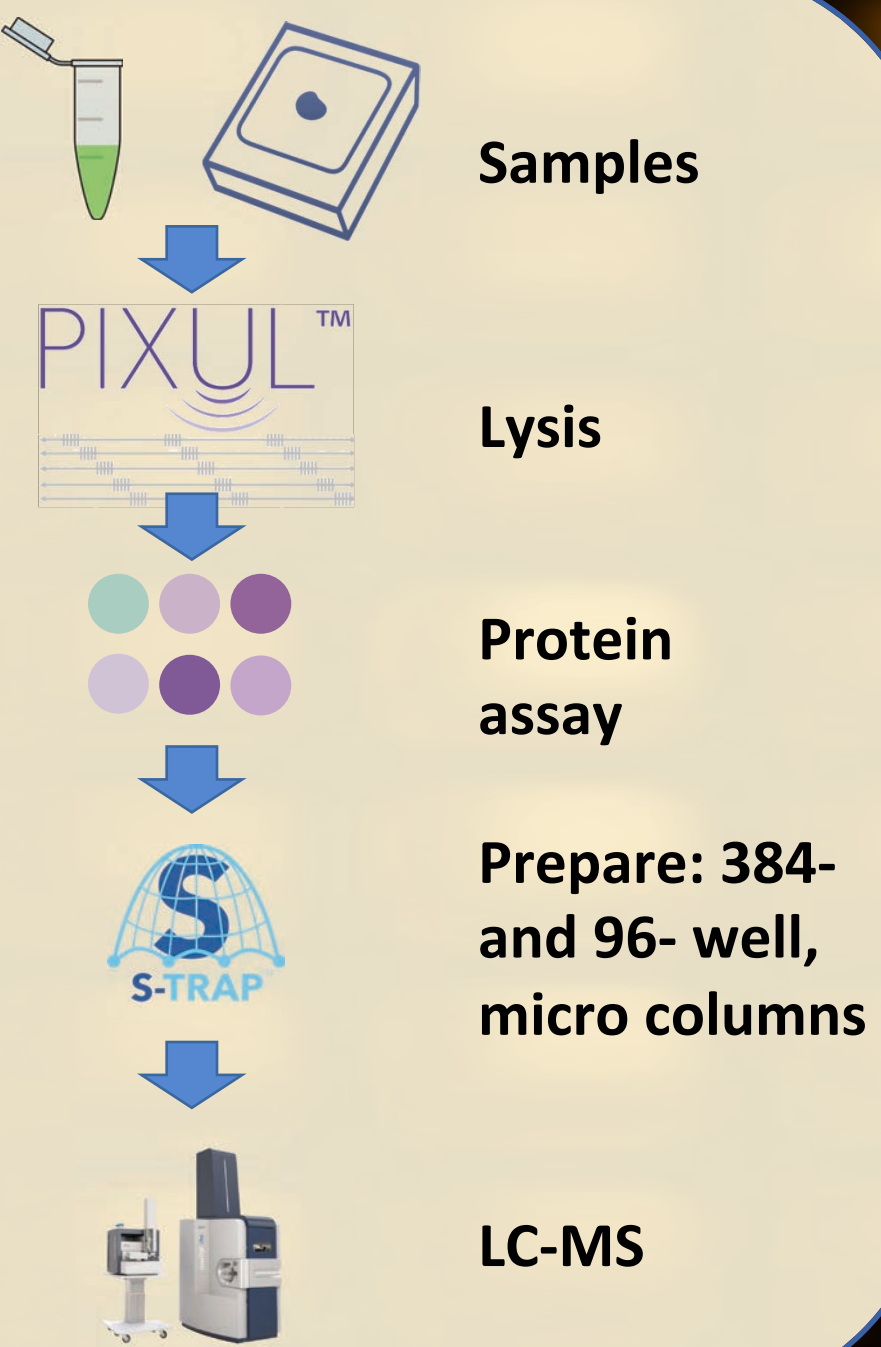 Samples
PIXUL™
Lysis
Protein
assay
Prepare: 384-
and 96- well,
micro columns
S-TRAP
LC-MS